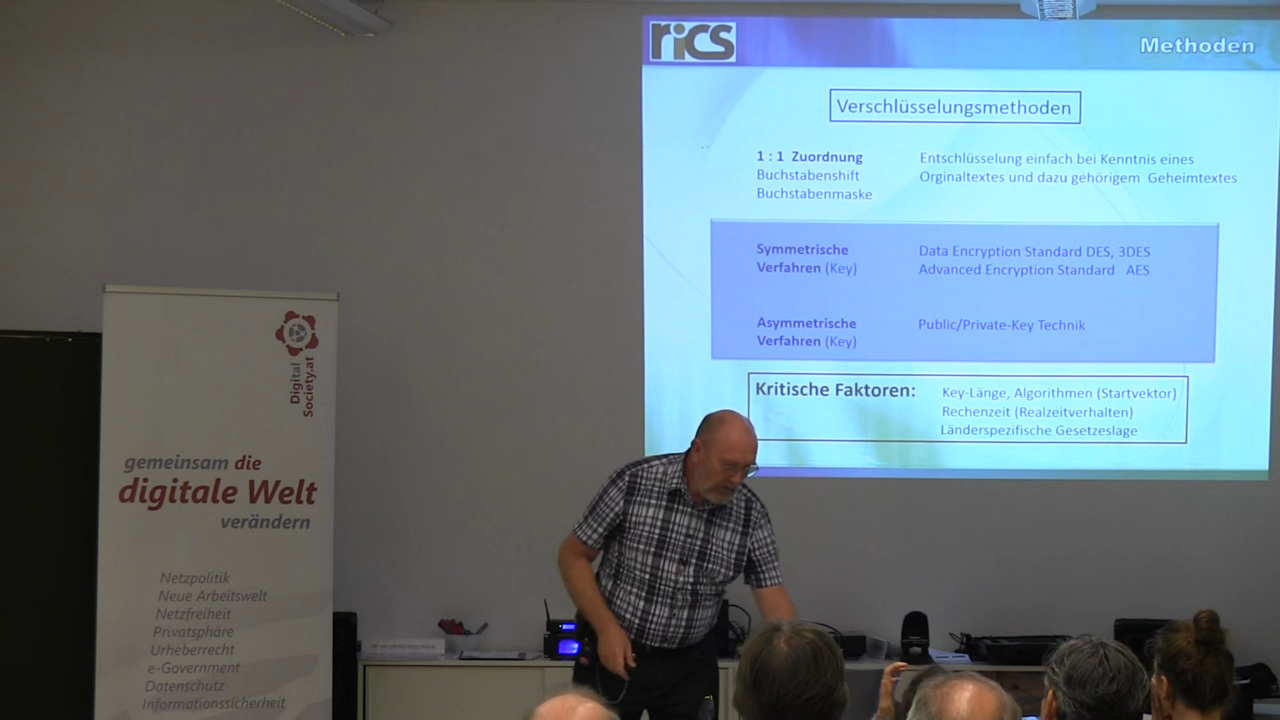 rics
Methoden
Verschlüsselungsmethoden
1 : 1 Zuordnung
Buchstabenshift
Buchstabenmaske
Entschlüsselung einfach bei Kenntnis eines
Orginaltextes und dazu gehörigem Geheimtextes
Symmetrische
Verfahren (Key)
Data Encryption Standard DES, 3DES
Advanced Encryption Standard AES
Asymmetrische
Verfahren (Key)
Public/Private-Key Technik
Kritische Faktoren:
Key-Länge, Algorithmen (Startvektor)
Rechenzeit (Realzeitverhalten)
Länderspezifische Gesetzeslage
Digital
Society.at
gemeinsam die
digitale Welt
verändern
Netzpolitik
Neue Arbeitswelt
Netzfreiheit
Privatsphäre
Urheberrecht
e-Government
Datenschutz
Informationssicherheit